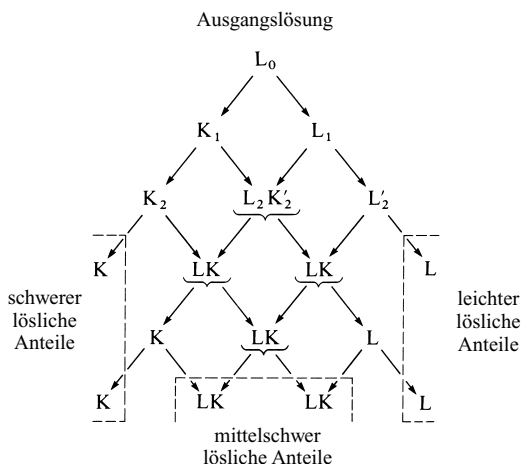 Ausgangslösung
L₀
K₁ L₁
K₂ L₂ K′₂ L′₂
K LK LK L
schwerer
lösliche
Anteile
leichter
lösliche
Anteile
K LK L
K LK LK L
mittelschwer
lösliche Anteile